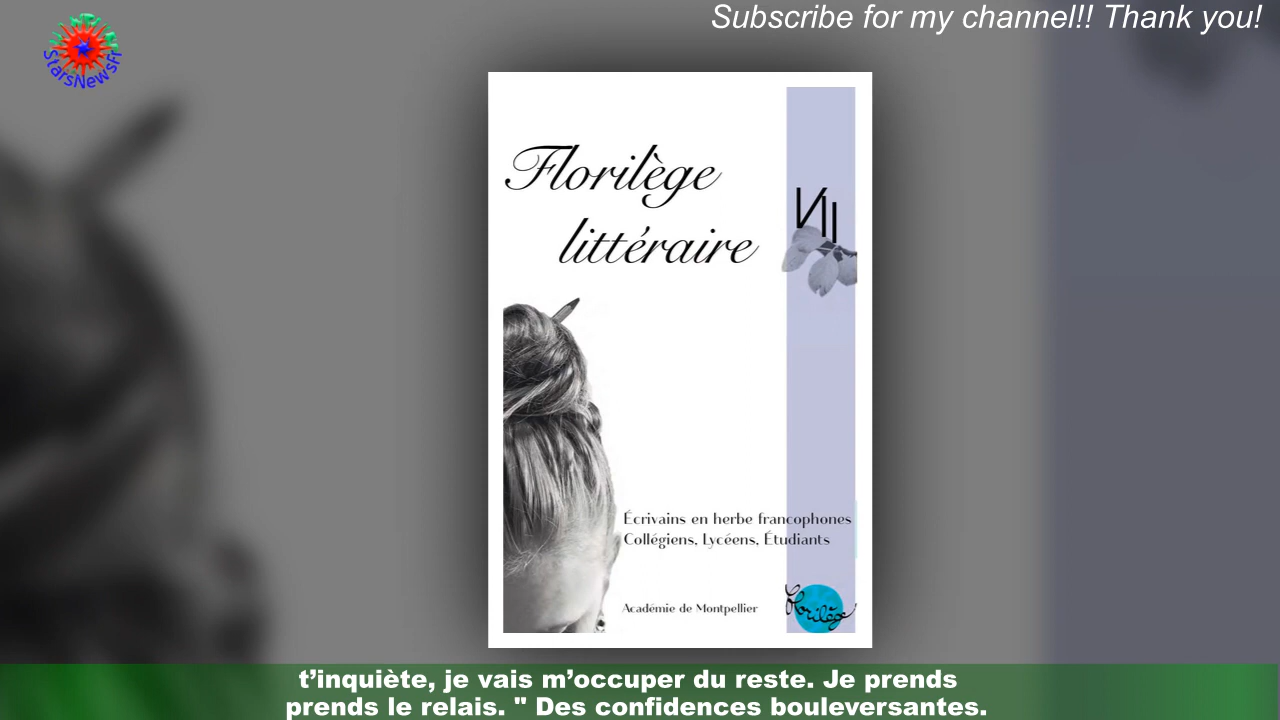 Subscribe for my channel!! Thank you!
StarsNewsFr
Florilège
littéraire
VII
Écrivains en herbe francophones
Collégiens, Lycéens, Étudiants
Académie de Montpellier
Florilège
t’inquiète, je vais m’occuper du reste. Je prends
prends le relais. " Des confidences bouleversantes.